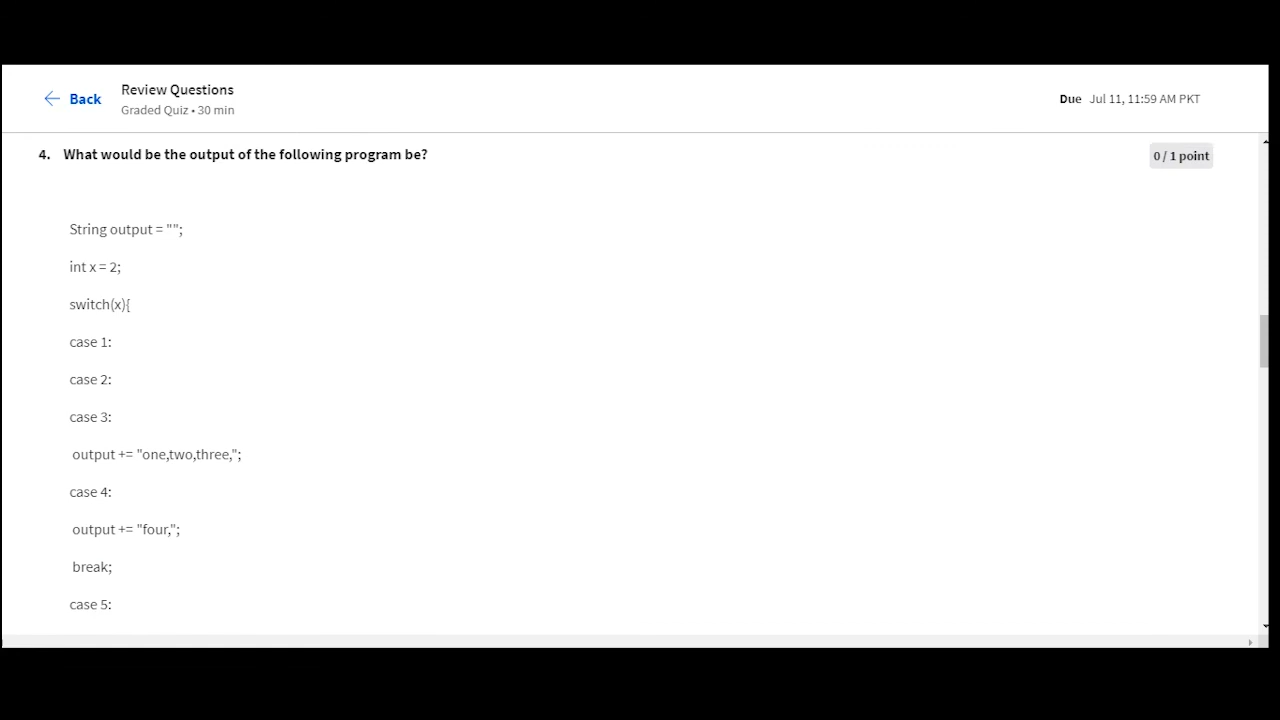 Back
Review Questions
Graded Quiz • 30 min
Due Jul 11, 11:59 AM PKT
4. What would be the output of the following program be?
0 / 1 point
String output = "";
int x = 2;
switch(x){
case 1:
case 2:
case 3:
output += "one,two,three,";
case 4:
output += "four,";
break;
case 5: